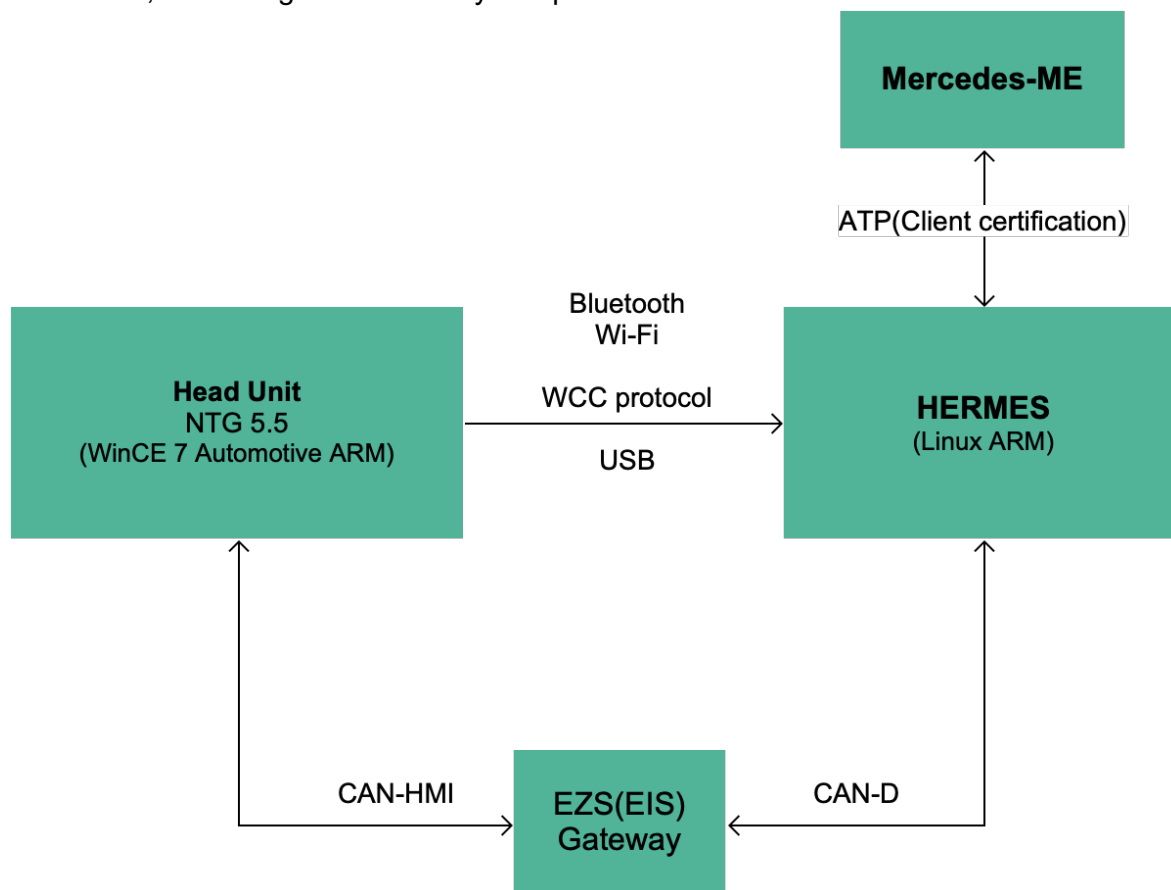 Mercedes-ME
ATP(Client certification)
Bluetooth
Wi-Fi
Head Unit
NTG 5.5
(WinCE 7 Automotive ARM)
WCC protocol
USB
HERMES
(Linux ARM)
CAN-HMI
EZS(EIS)
Gateway
CAN-D